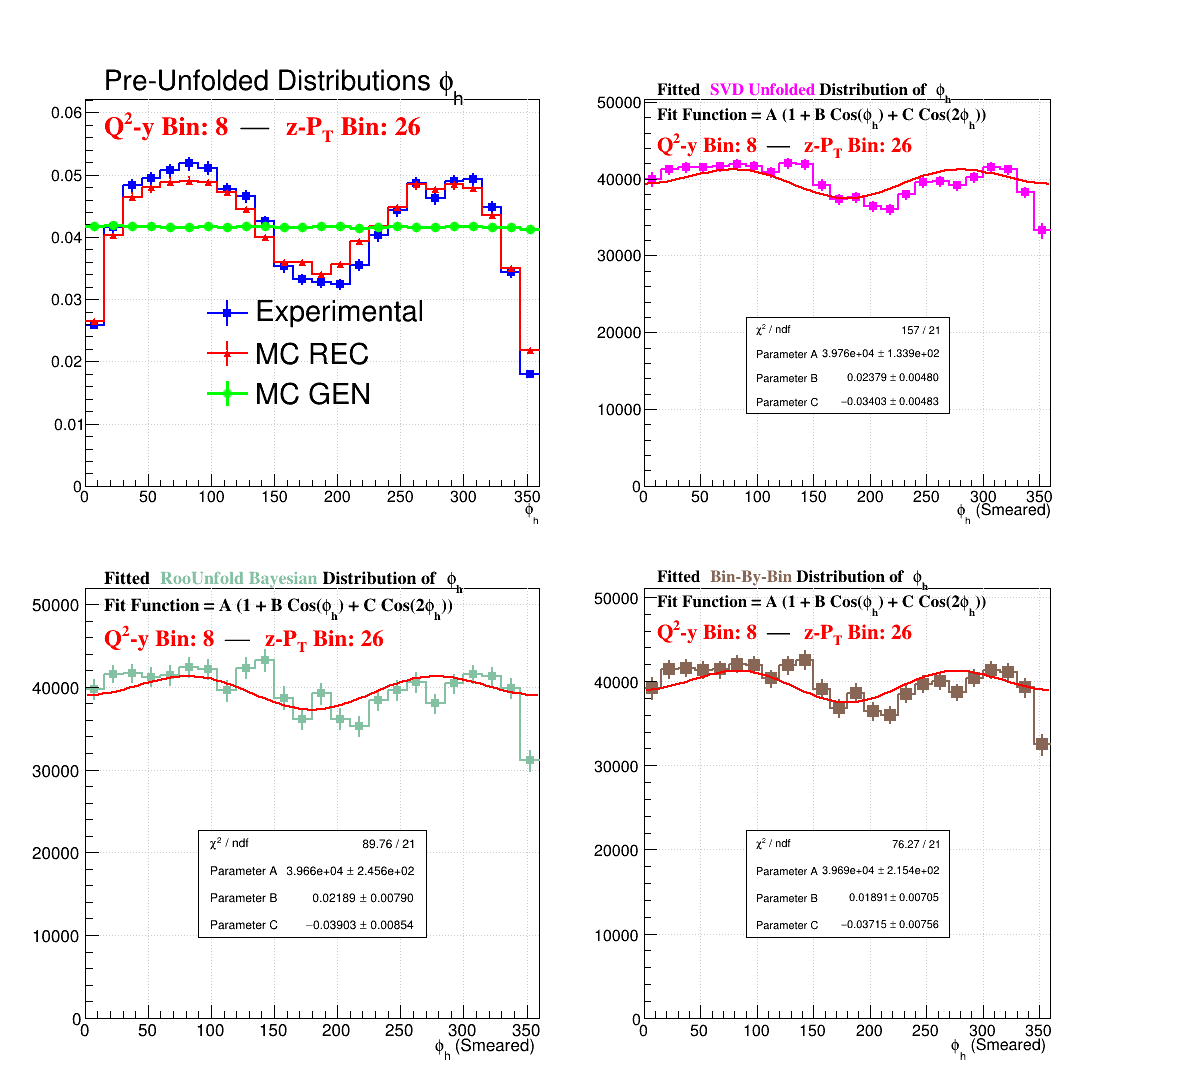 Pre-Unfolded Distributions ϕh
Q²-y Bin: 8 — z-PT Bin: 26
0.06
0.05
0.04
0.03
0.02
0.01
0
Experimental
MC REC
MC GEN
0 50 100 150 200 250 300 350
ϕh
Fitted SVD Unfolded Distribution of ϕh
Fit Function = A (1 + B Cos(ϕh) + C Cos(2ϕh))
Q²-y Bin: 8 — z-PT Bin: 26
50000
40000
30000
20000
10000
0
χ² / ndf 157 / 21
Parameter A 3.976e+04 ± 1.339e+02
Parameter B 0.02379 ± 0.00480
Parameter C −0.03403 ± 0.00483
0 50 100 150 200 250 300 350
ϕh (Smeared)
Fitted RooUnfold Bayesian Distribution of ϕh
Fit Function = A (1 + B Cos(ϕh) + C Cos(2ϕh))
Q²-y Bin: 8 — z-PT Bin: 26
50000
40000
30000
20000
10000
0
χ² / ndf 89.76 / 21
Parameter A 3.966e+04 ± 2.456e+02
Parameter B 0.02189 ± 0.00790
Parameter C −0.03903 ± 0.00854
0 50 100 150 200 250 300 350
ϕh (Smeared)
Fitted Bin-By-Bin Distribution of ϕh
Fit Function = A (1 + B Cos(ϕh) + C Cos(2ϕh))
Q²-y Bin: 8 — z-PT Bin: 26
50000
40000
30000
20000
10000
0
χ² / ndf 76.27 / 21
Parameter A 3.969e+04 ± 2.154e+02
Parameter B 0.01891 ± 0.00705
Parameter C −0.03715 ± 0.00756
0 50 100 150 200 250 300 350
ϕh (Smeared)